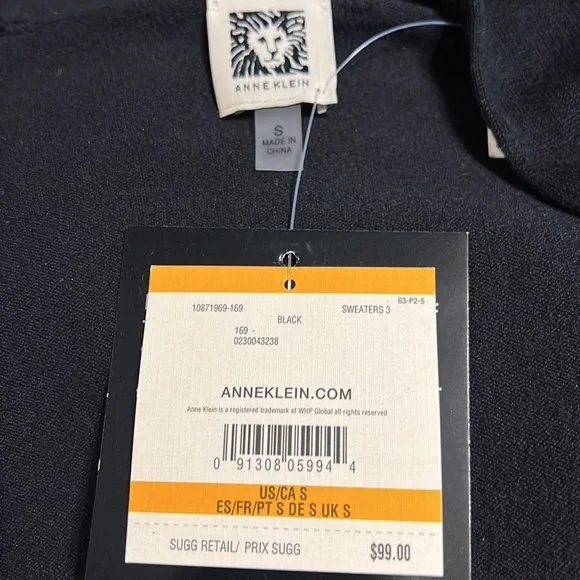 ANNE KLEIN
S
MADE IN
CHINA
63-P2-5
10871969-169 SWEATERS 3
BLACK
169 -
0230043238
ANNEKLEIN.COM
Anne Klein is a registered trademark of WHP Global all rights reserved.
0 91308 05994 4
US/CA S
ES/FR/PT S DE S UK S
SUGG RETAIL/ PRIX SUGG $99.00